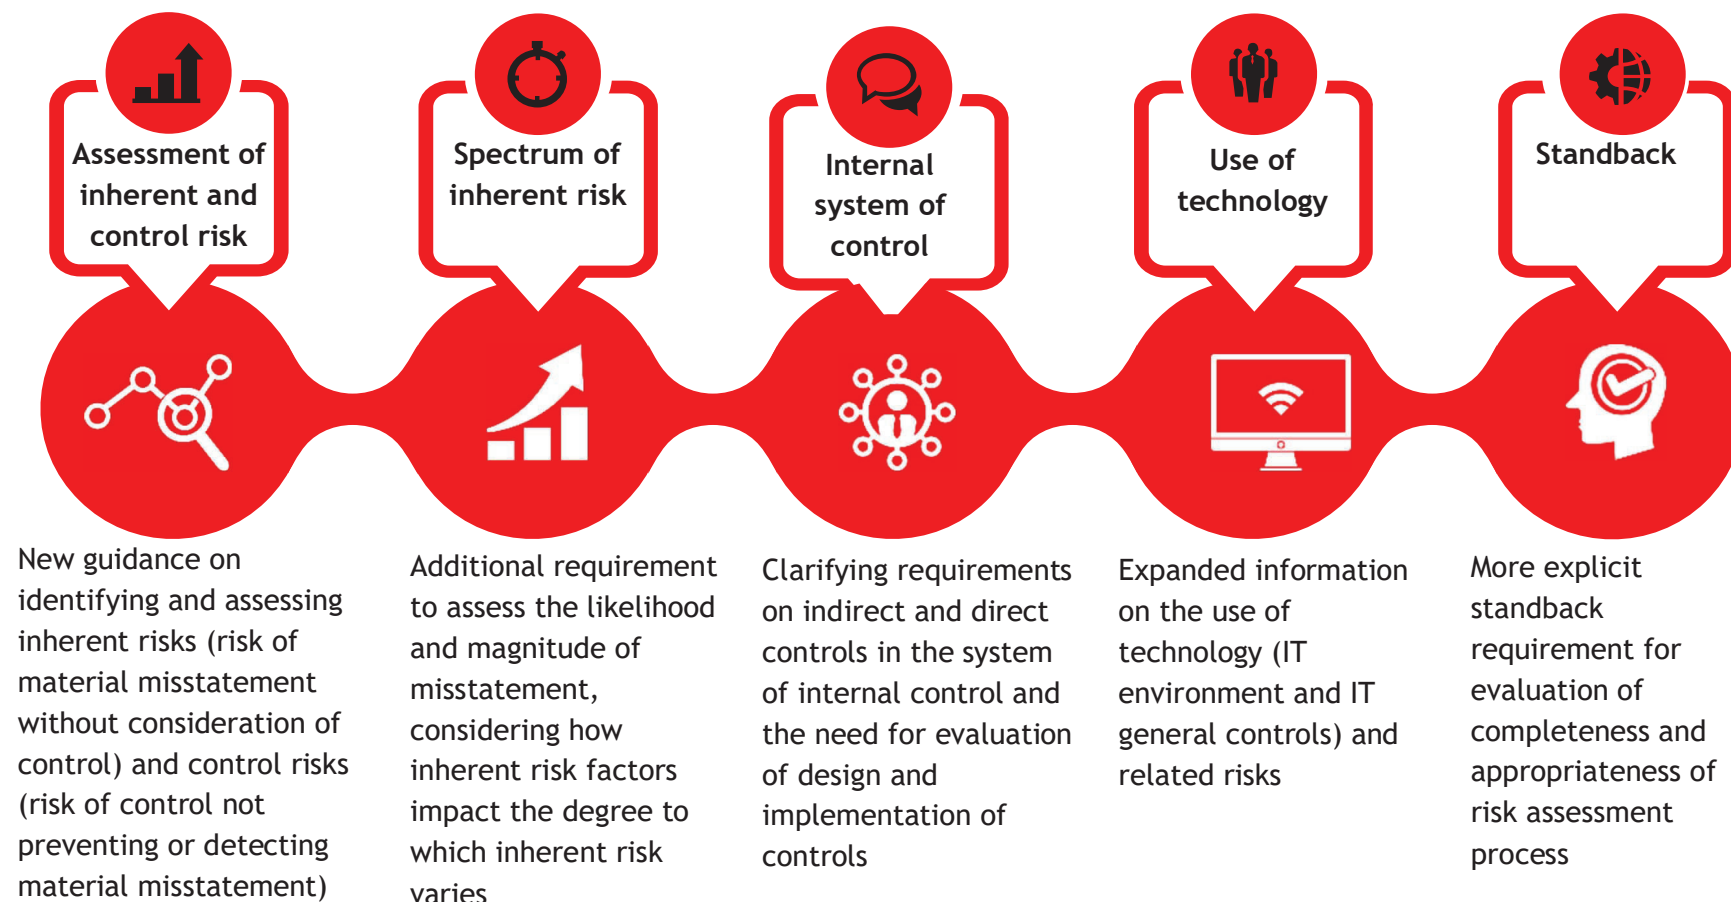 Assessment of
inherent and
control risk
New guidance on
identifying and assessing
inherent risks (risk of
material misstatement
without consideration of
control) and control risks
(risk of control not
preventing or detecting
material misstatement)
Spectrum of
inherent risk
Additional requirement
to assess the likelihood
and magnitude of
misstatement,
considering how
inherent risk factors
impact the degree to
which inherent risk
varies
Internal
system of
control
Clarifying requirements
on indirect and direct
controls in the system
of internal control and
the need for evaluation
of design and
implementation of
controls
Use of
technology
Expanded information
on the use of
technology (IT
environment and IT
general controls) and
related risks
Standback
More explicit
standback
requirement for
evaluation of
completeness and
appropriateness of
risk assessment
process